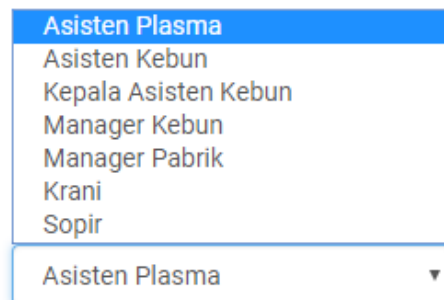 Asisten Plasma
Asisten Kebun
Kepala Asisten Kebun
Manager Kebun
Manager Pabrik
Krani
Sopir
Asisten Plasma